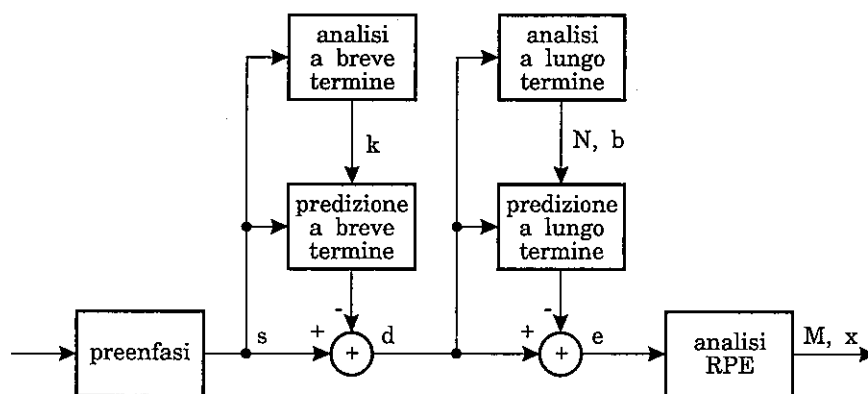 analisi
a breve
termine
analisi
a lungo
termine
k
N, b
predizione
a breve
termine
predizione
a lungo
termine
-
-
preenfasi
s
+
+
d
+
+
e
analisi
RPE
M, x